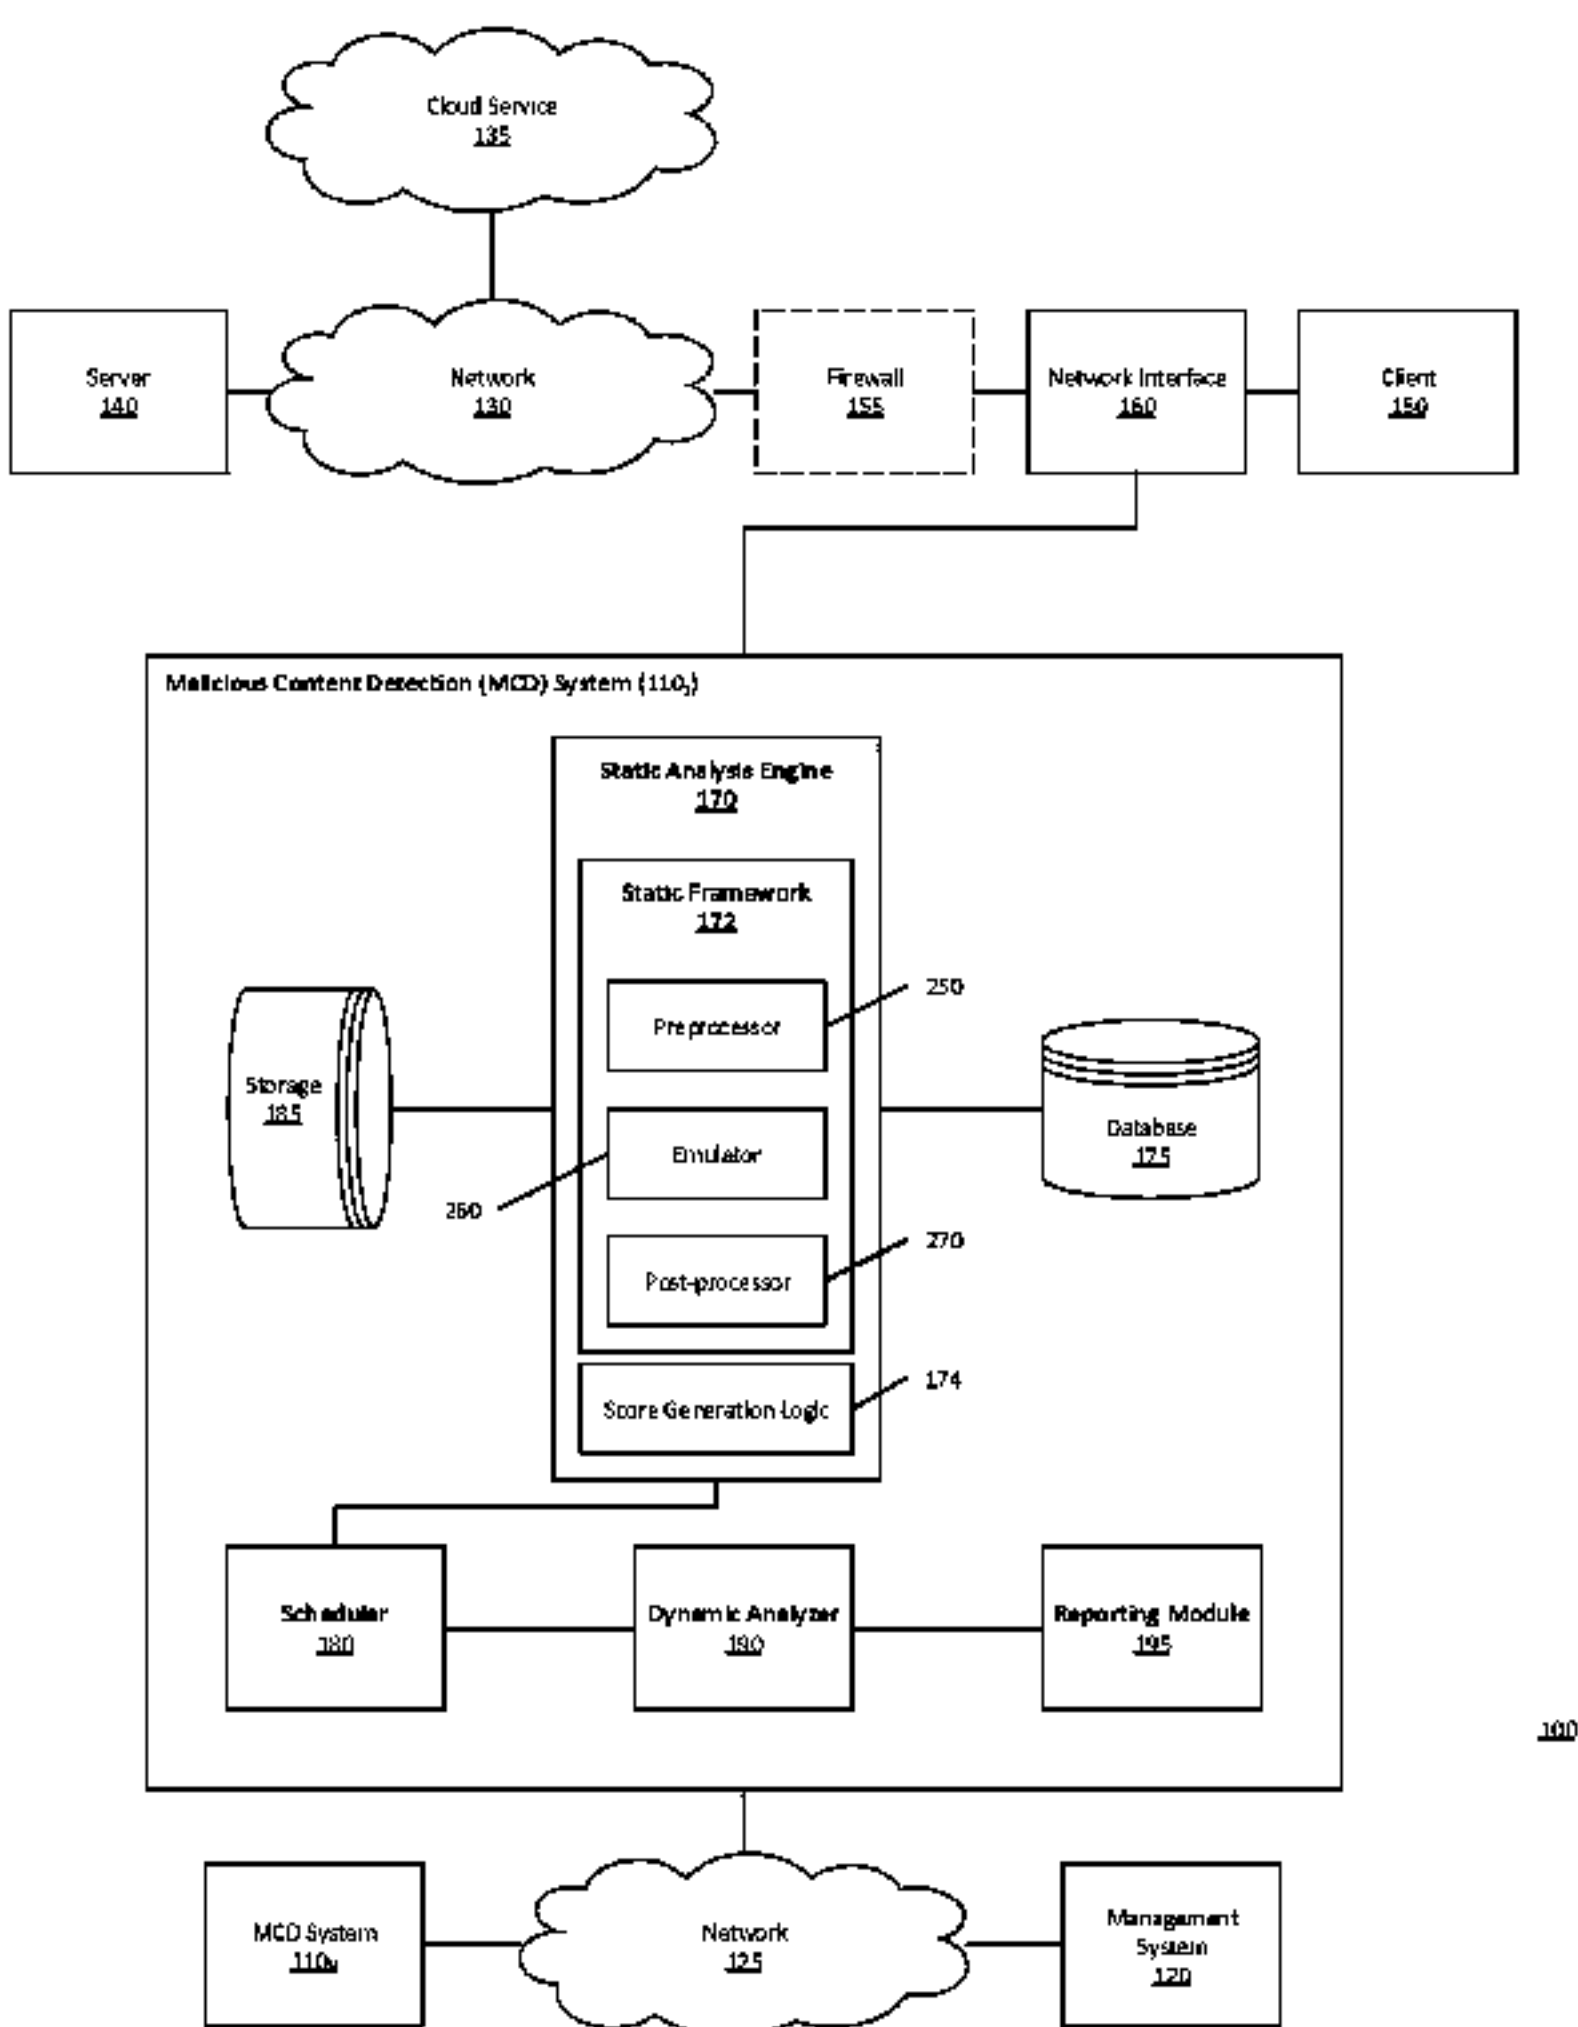 Cloud Service
135
Server
140
Network
130
Firewall
155
Network Interface
160
Client
150
Malicious Content Detection (MCD) System (110₁)
Static Analysis Engine
170
Static Framework
172
250
Preprocessor
Storage
185
Emulator
260
Database
175
270
Post-processor
174
Score Generation Logic
Scheduler
180
Dynamic Analyzer
190
Reporting Module
195
100
MCD System
110ₙ
Network
125
Management
System
120